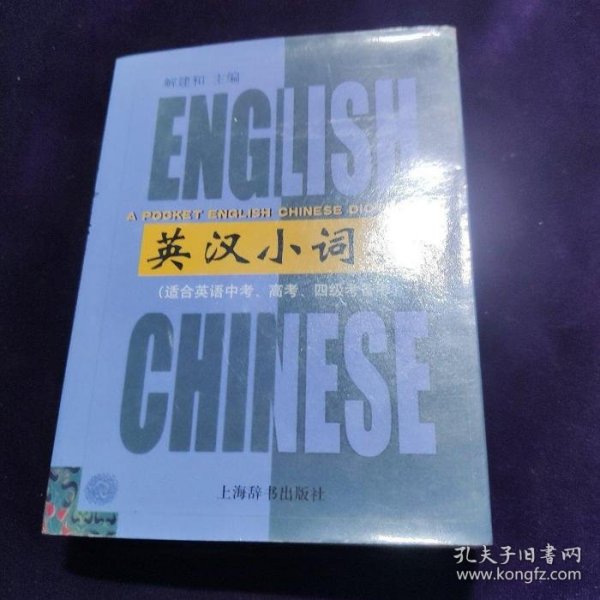 解建和 主编
ENGLISH
A POCKET ENGLISH CHINESE
英汉小词
(适合英语中考、高考、四级考
CHINESE
上海辞书出版社
孔夫子旧书网
www.kongfz.com